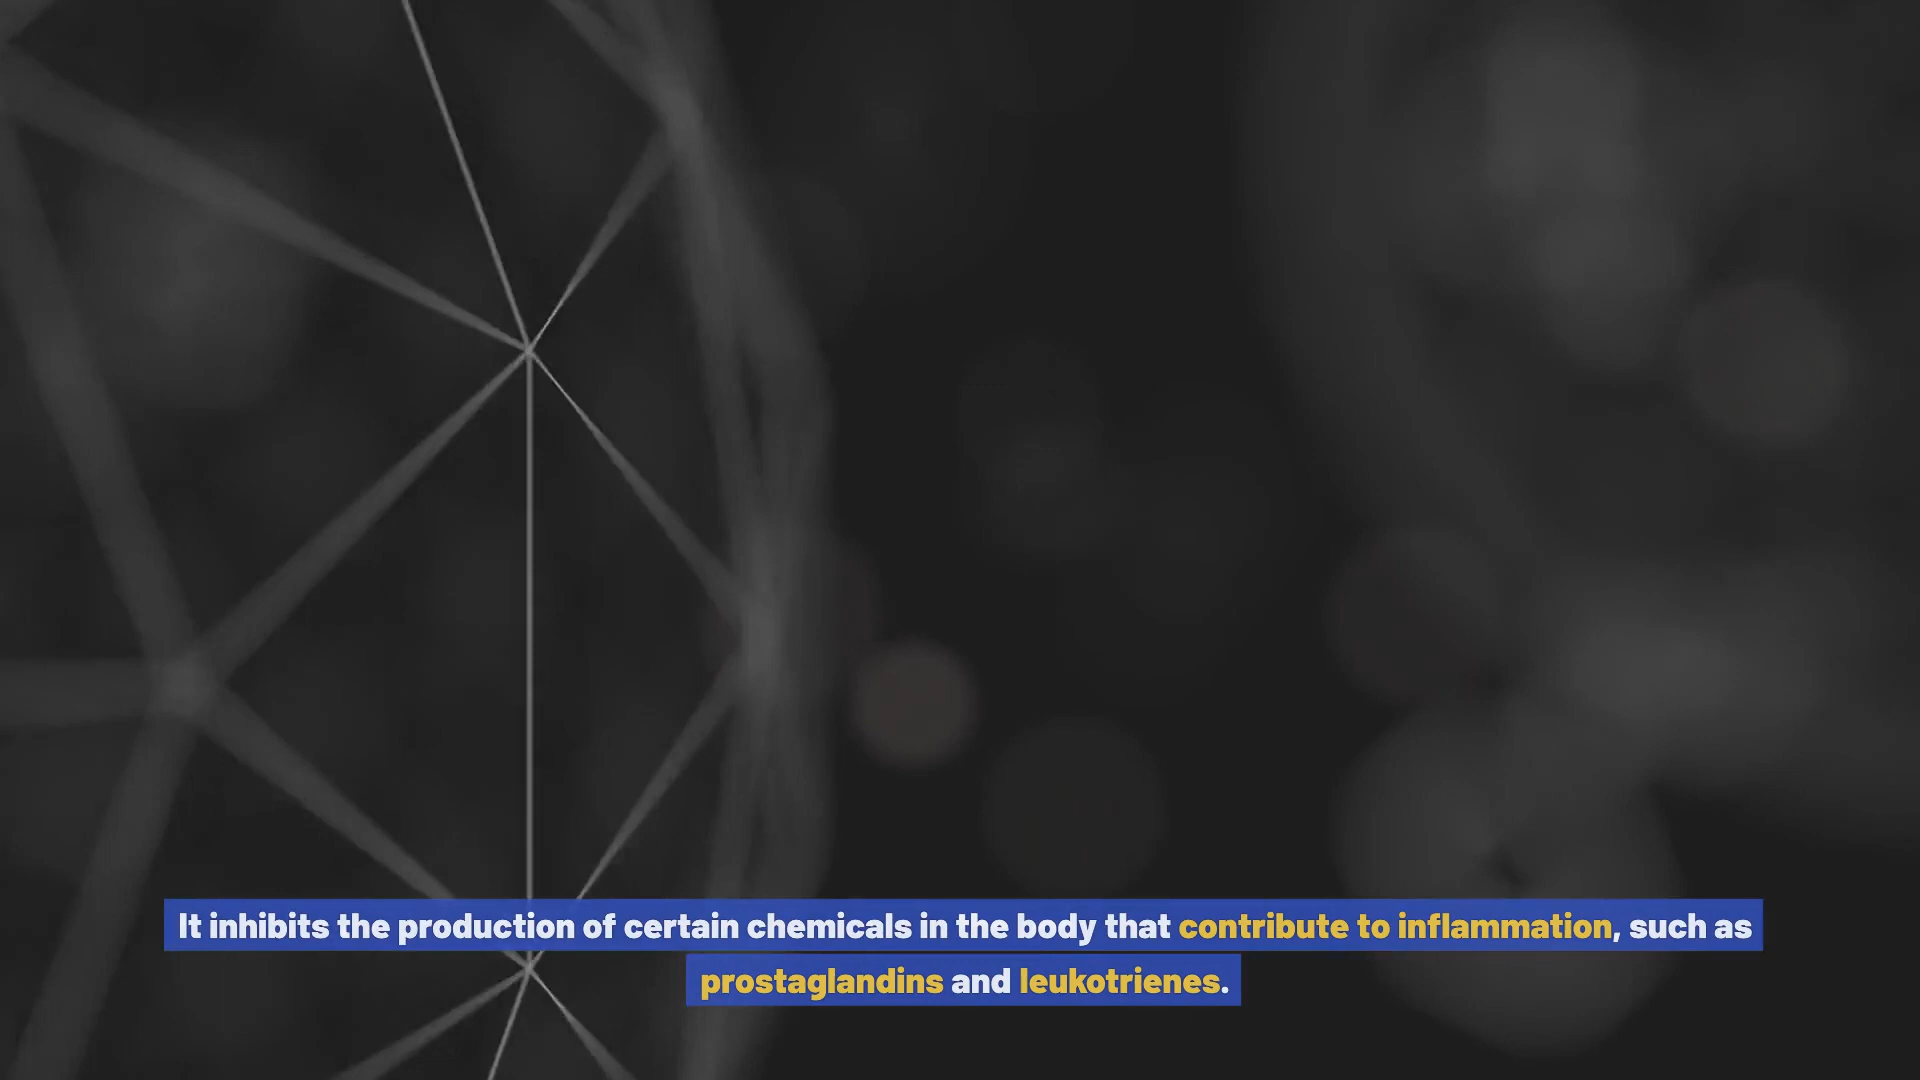 It inhibits the production of certain chemicals in the body that contribute to inflammation, such as
prostaglandins and leukotrienes.